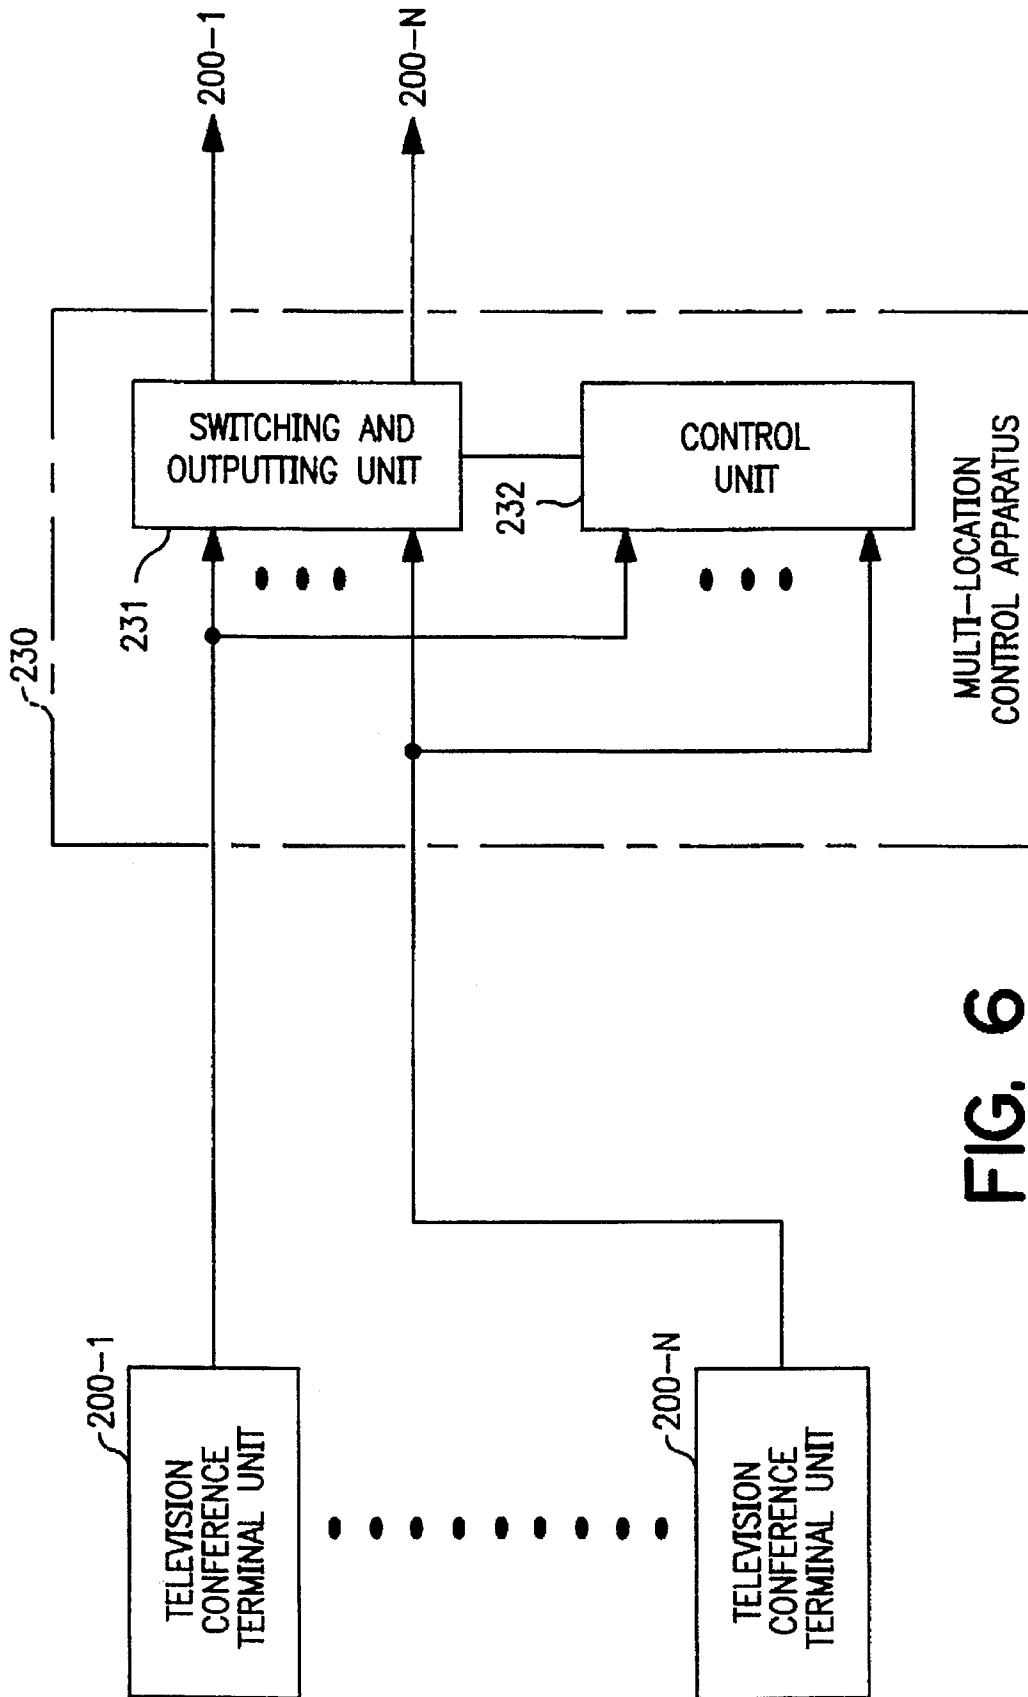 230
231
SWITCHING AND
OUTPUTTING UNIT
200-1
200-N
232
CONTROL
UNIT
MULTI-LOCATION
CONTROL APPARATUS
200-1
TELEVISION
CONFERENCE
TERMINAL UNIT
200-N
TELEVISION
CONFERENCE
TERMINAL UNIT
FIG. 6